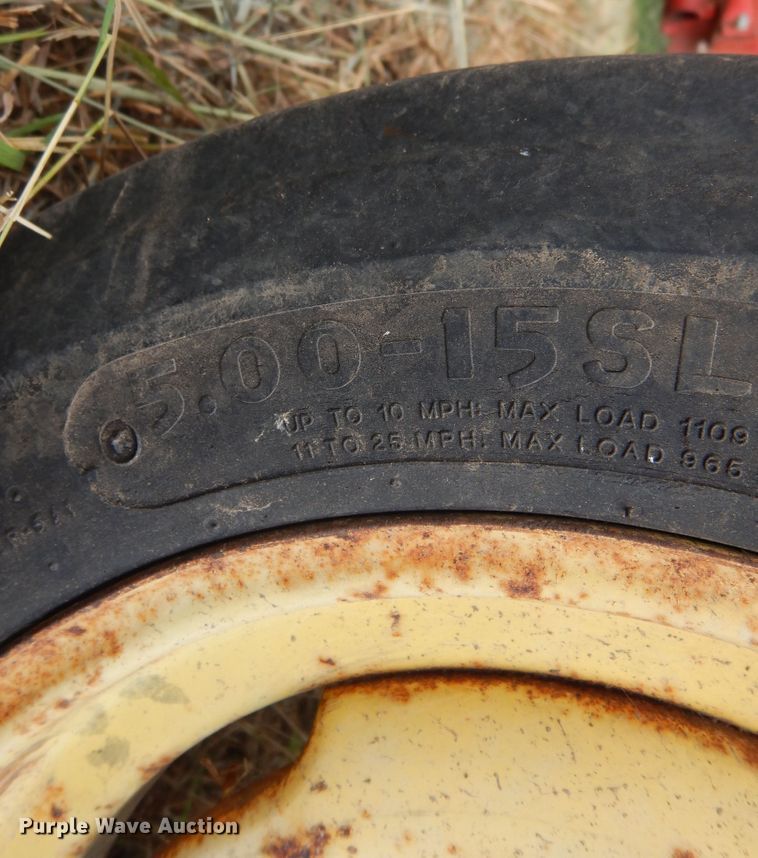 5.00-15SL
UP TO 10 MPH: MAX LOAD 1109
11 TO 25 MPH: MAX LOAD 965
Purple Wave Auction